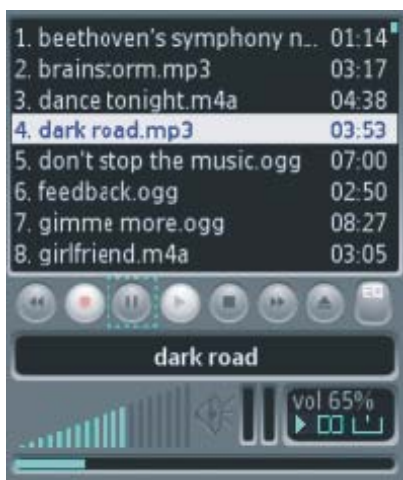 1. beethoven's symphony n... 01:14
2. brainstorm.mp3 03:17
3. dance tonight.m4a 04:38
4. dark road.mp3 03:53
5. don't stop the music.ogg 07:00
6. feedback.ogg 02:50
7. gimme more.ogg 08:27
8. girlfriend.m4a 03:05
EQ
dark road
vol 65%